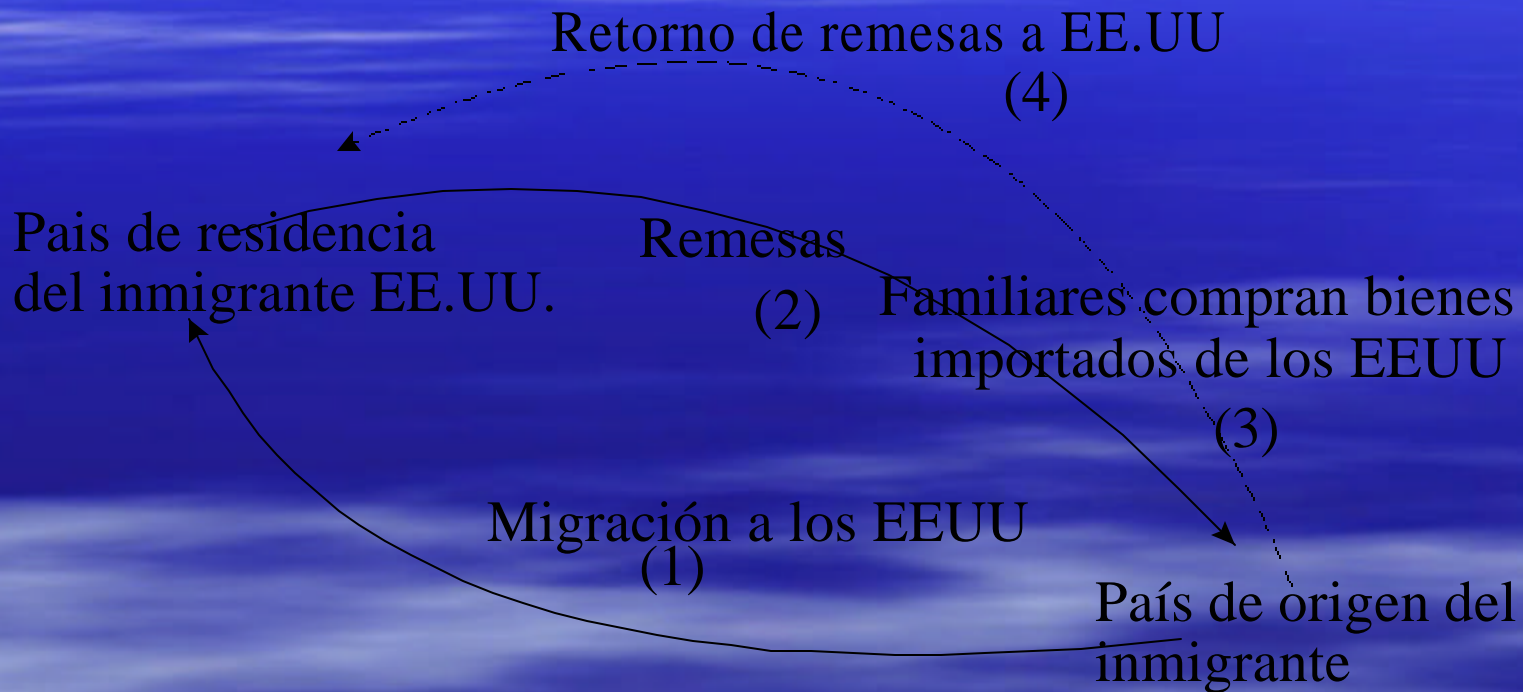 Retorno de remesas a EE.UU
(4)
Pais de residencia
del inmigrante EE.UU.
Remesas
(2)
Familiares compran bienes
importados de los EEUU
(3)
Migración a los EEUU
(1)
País de origen del
inmigrante